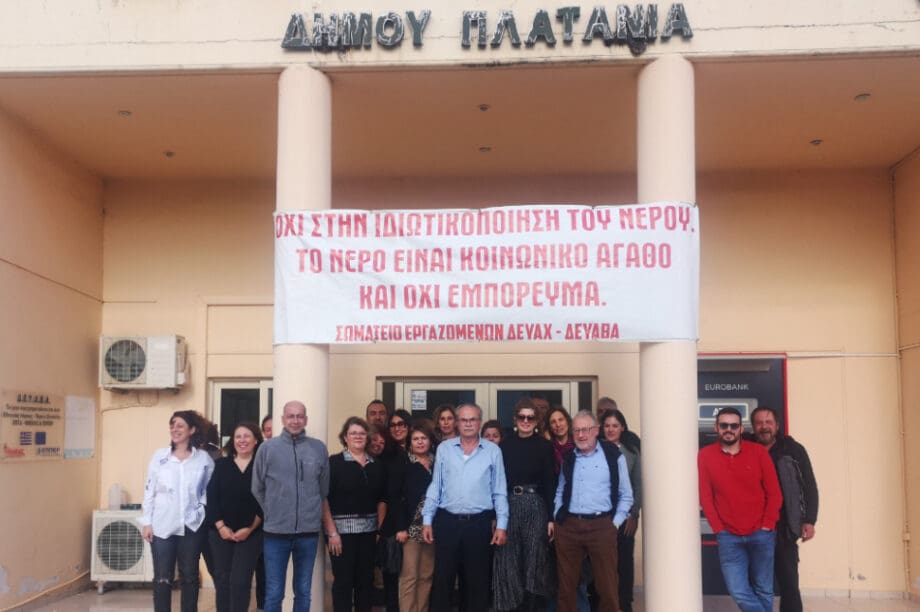 ΔΗΜΟΥ ΠΛΑΤΑΝΙΑ
ΟΧΙ ΣΤΗΝ ΙΔΙΩΤΙΚΟΠΟΙΗΣΗ ΤΟΥ ΝΕΡΟΥ.
ΤΟ ΝΕΡΟ ΕΙΝΑΙ ΚΟΙΝΩΝΙΚΟ ΑΓΑΘΟ
ΚΑΙ ΟΧΙ ΕΜΠΟΡΕΥΜΑ.
ΣΩΜΑΤΕΙΟ ΕΡΓΑΖΟΜΕΝΩΝ ΔΕΥΑΧ - ΔΕΥΑΒΑ
EUROBANK
Δ.Ε.Υ.Α.Β.Α.